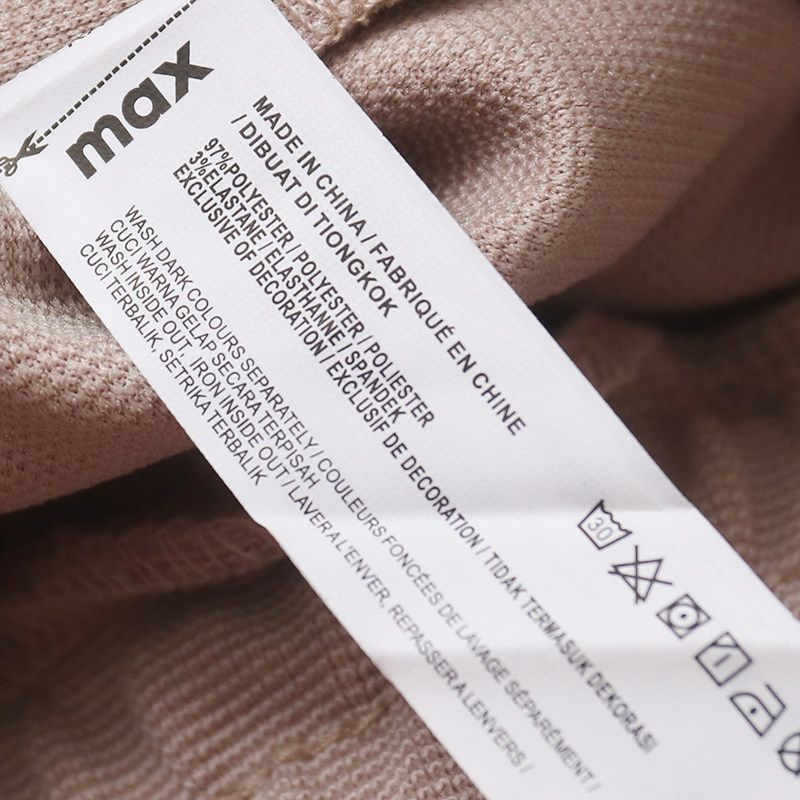 max
MADE IN CHINA / FABRIQUÉ EN CHINE
/ DIBUAT DI TIONGKOK
97%POLYESTER / POLYESTER / POLIESTER
3%ELASTANE / ELASTHANNE / SPANDEK
EXCLUSIVE OF DECORATION / EXCLUSIF DE DECORATION / TIDAK TERMASUK DEKORASI
WASH DARK COLOURS SEPARATELY / COULEURS FONCÉES DE LAVAGE SÉPARÉMENT /
CUCI WARNA GELAP SECARA TERPISAH
WASH INSIDE OUT, IRON INSIDE OUT / LAVER A L'ENVER, REPASSER A L'ENVERS /
CUCI TERBALIK, SETRIKA TERBALIK
30